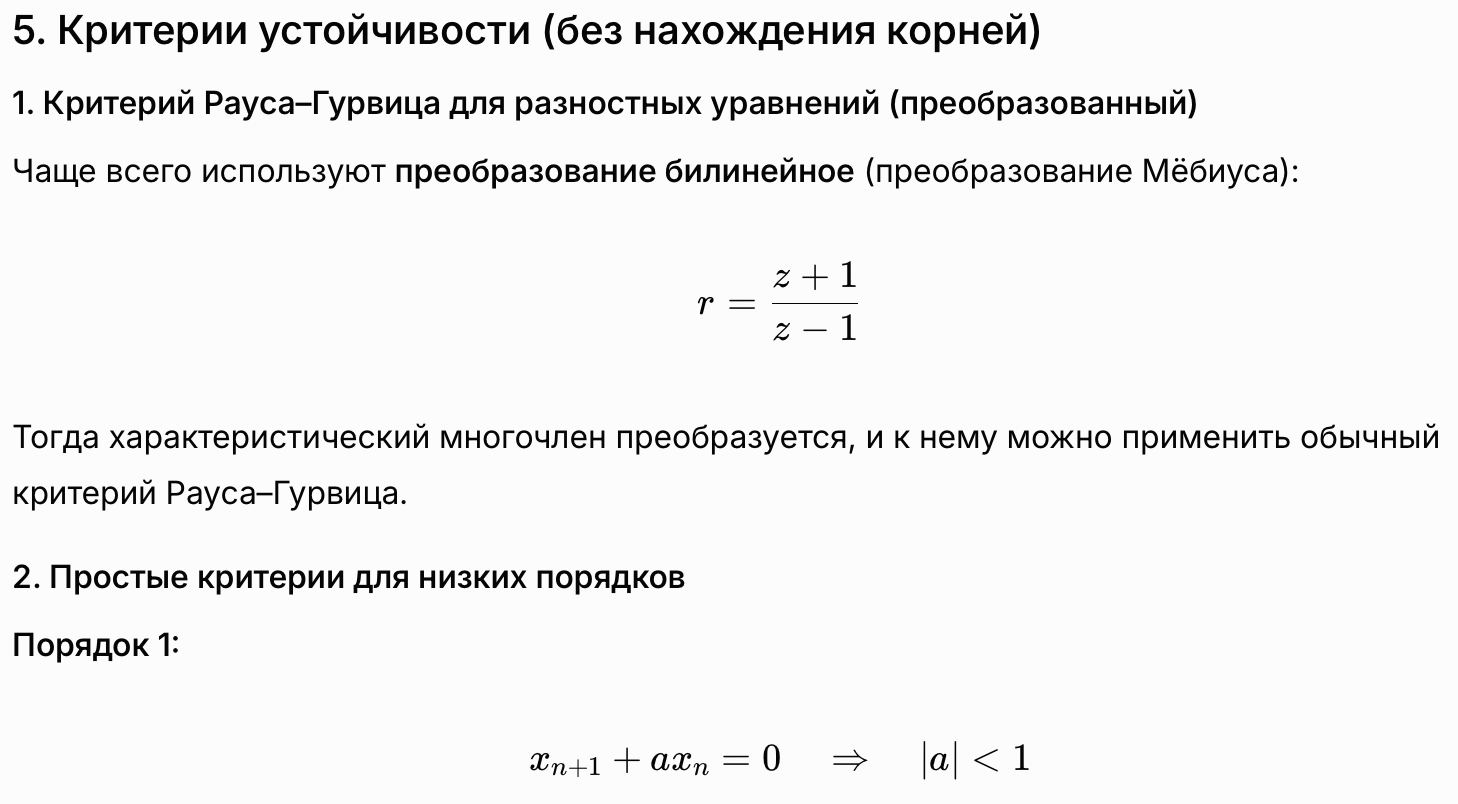 5. Критерии устойчивости (без нахождения корней)
1. Критерий Рауса–Гурвица для разностных уравнений (преобразованный)
Чаще всего используют преобразование билинейное (преобразование Мёбиуса):
r = \frac{z + 1}{z - 1}
Тогда характеристический многочлен преобразуется, и к нему можно применить обычный
критерий Рауса–Гурвица.
2. Простые критерии для низких порядков
Порядок 1:
x_{n+1} + ax_n = 0 ⇒ |a| < 1